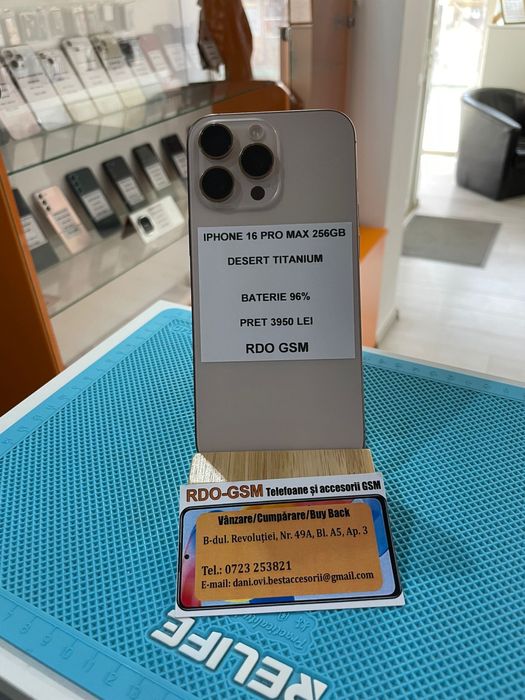 IPHONE 16 PRO MAX 256GB
DESERT TITANIUM
BATERIE 96%
PRET 3950 LEI
RDO GSM
RDO-GSM Telefoane și accesorii GSM
Vânzare/Cumpărare/Buy Back
B-dul. Revoluției, Nr. 49A, Bl. A5, Ap. 3
Tel.: 0723 253821
E-mail: dani.ovi.bestaccesorii@gmail.com
RELIFE